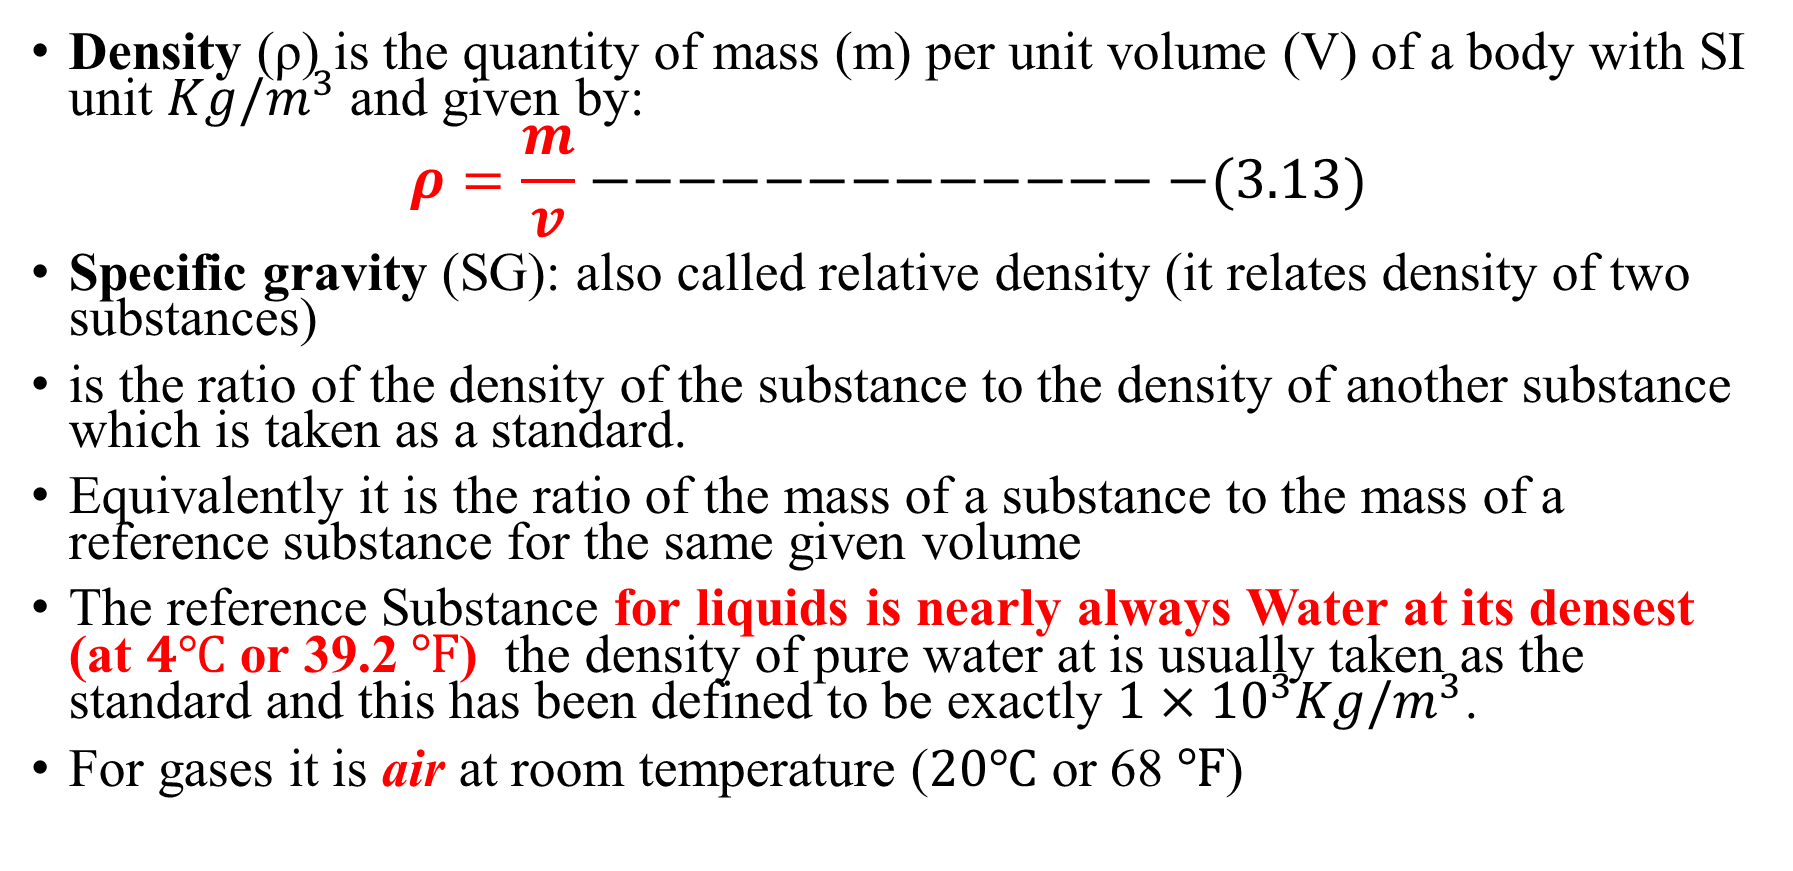 • Density (ρ) is the quantity of mass (m) per unit volume (V) of a body with SI
unit Kg/m³ and given by:
ρ = m/v − − − − − − − − − − − − − −(3.13)
• Specific gravity (SG): also called relative density (it relates density of two
substances)
• is the ratio of the density of the substance to the density of another substance
which is taken as a standard.
• Equivalently it is the ratio of the mass of a substance to the mass of a
reference substance for the same given volume
• The reference Substance for liquids is nearly always Water at its densest
(at 4°C or 39.2 °F) the density of pure water at is usually taken as the
standard and this has been defined to be exactly 1 × 10³Kg/m³.
• For gases it is air at room temperature (20°C or 68 °F)